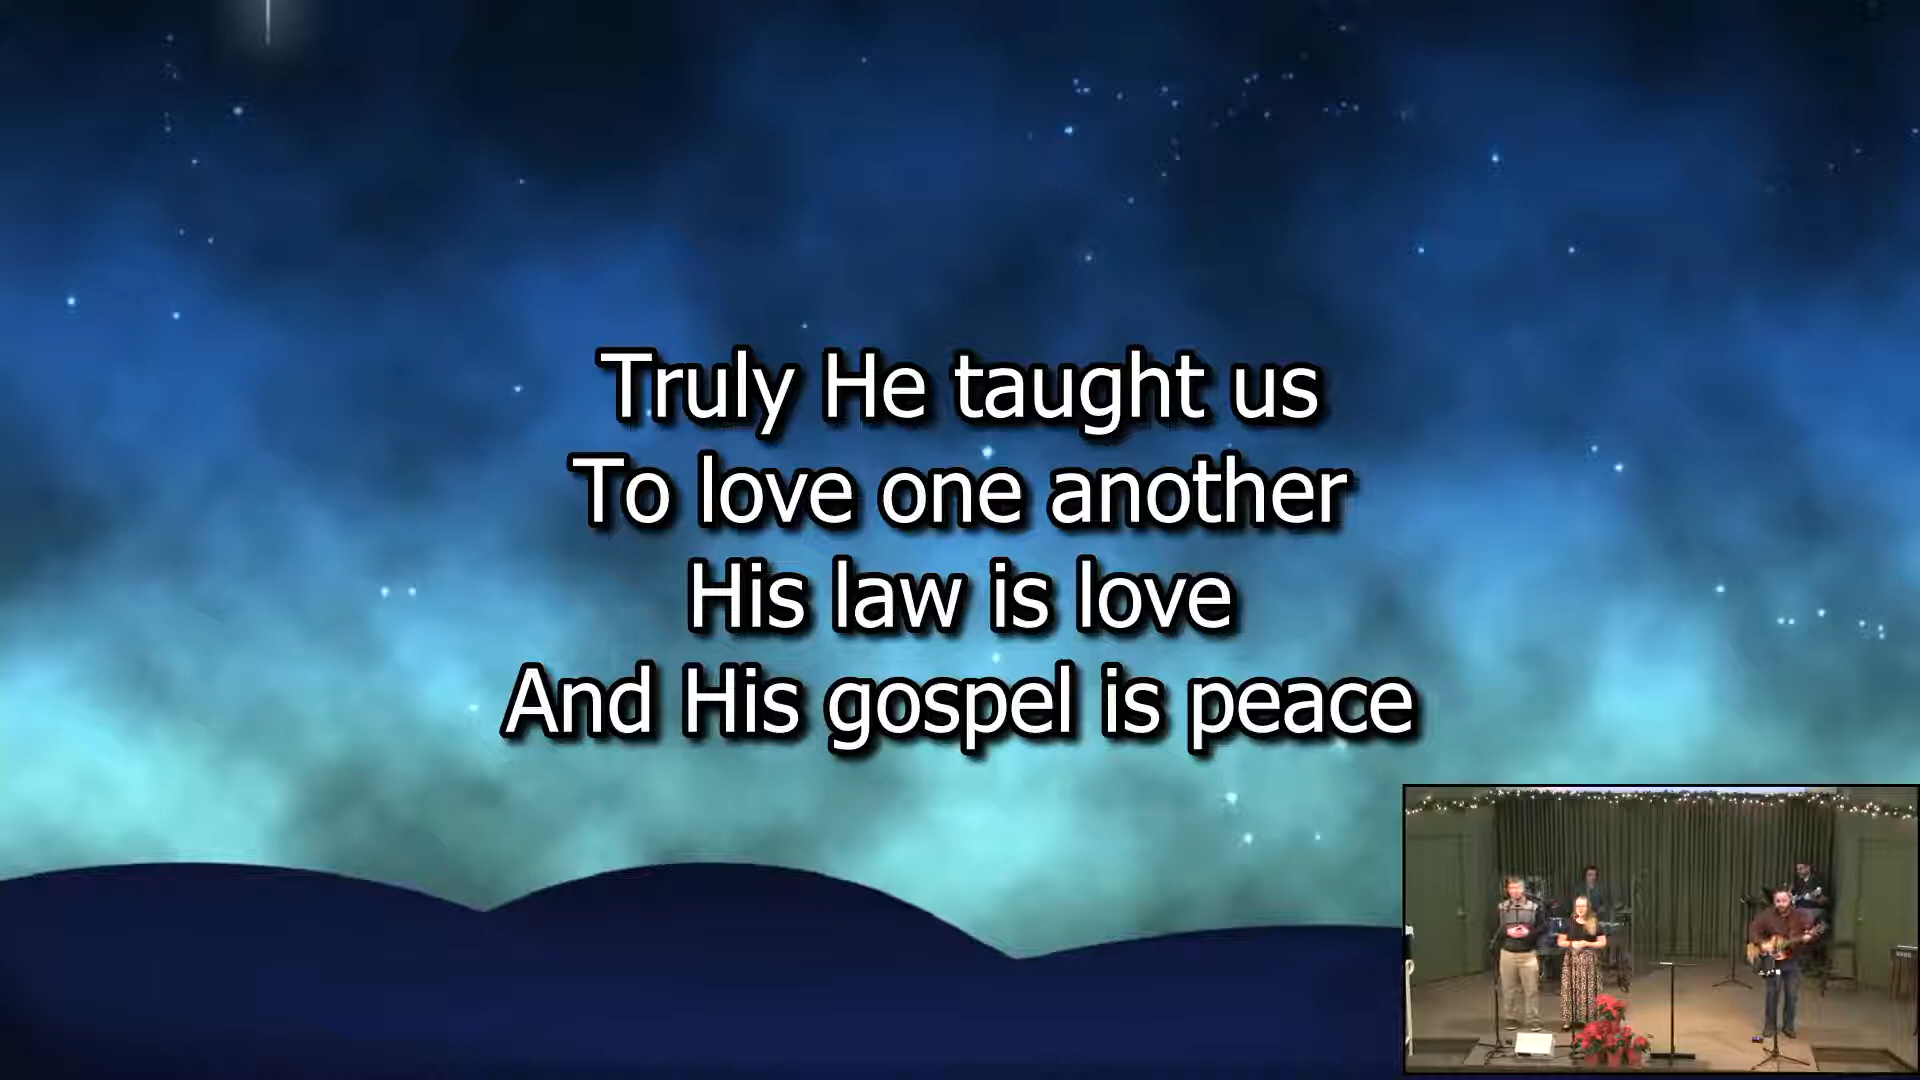 Truly He taught us
To love one another
His law is love
And His gospel is peace